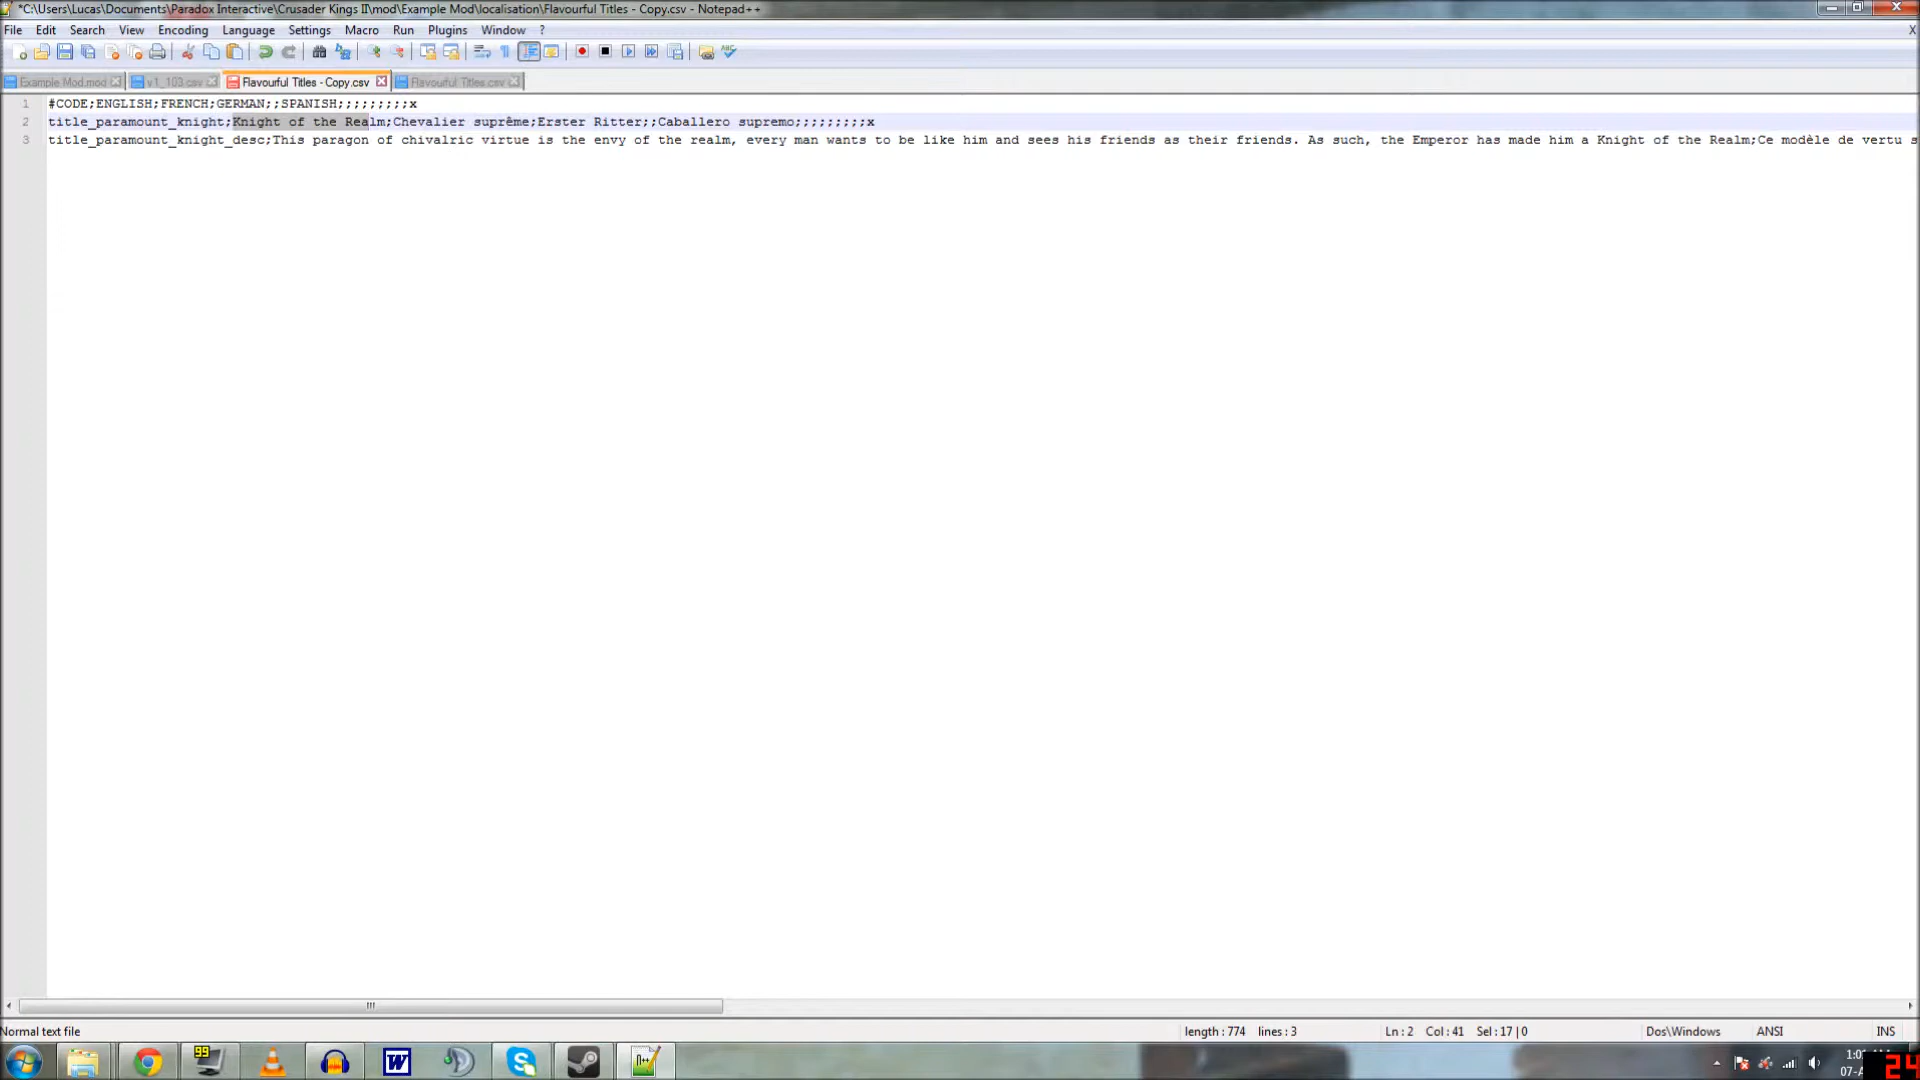 *C:\Users\Lucas\Documents\Paradox Interactive\Crusader Kings II\mod\Example Mod\localisation\Flavourful Titles - Copy.csv - Notepad++
File Edit Search View Encoding Language Settings Macro Run Plugins Window ? X
Example Mod.mod v1_103.csv Flavourful Titles - Copy.csv Flavourful Titles.csv
1 #CODE;ENGLISH;FRENCH;GERMAN;;SPANISH;;;;;;;;;x
2 title_paramount_knight;Knight of the Realm;Chevalier suprême;Erster Ritter;;Caballero supremo;;;;;;;;;x
3 title_paramount_knight_desc;This paragon of chivalric virtue is the envy of the realm, every man wants to be like him and sees his friends as their friends. As such, the Emperor has made him a Knight of the Realm;Ce modèle de vertu s
Normal text file length : 774 lines : 3 Ln : 2 Col : 41 Sel : 17 | 0 Dos\Windows ANSI INS
99
W
24